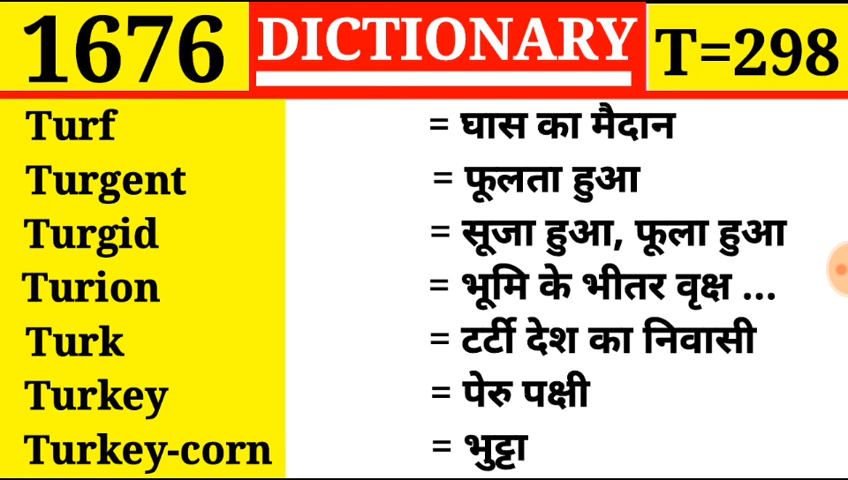 1676 DICTIONARY T=298
Turf = घास का मैदान
Turgent = फूलता हुआ
Turgid = सूजा हुआ, फूला हुआ
Turion = भूमि के भीतर वृक्ष ...
Turk = टर्टी देश का निवासी
Turkey = पेरु पक्षी
Turkey-corn = भुट्टा